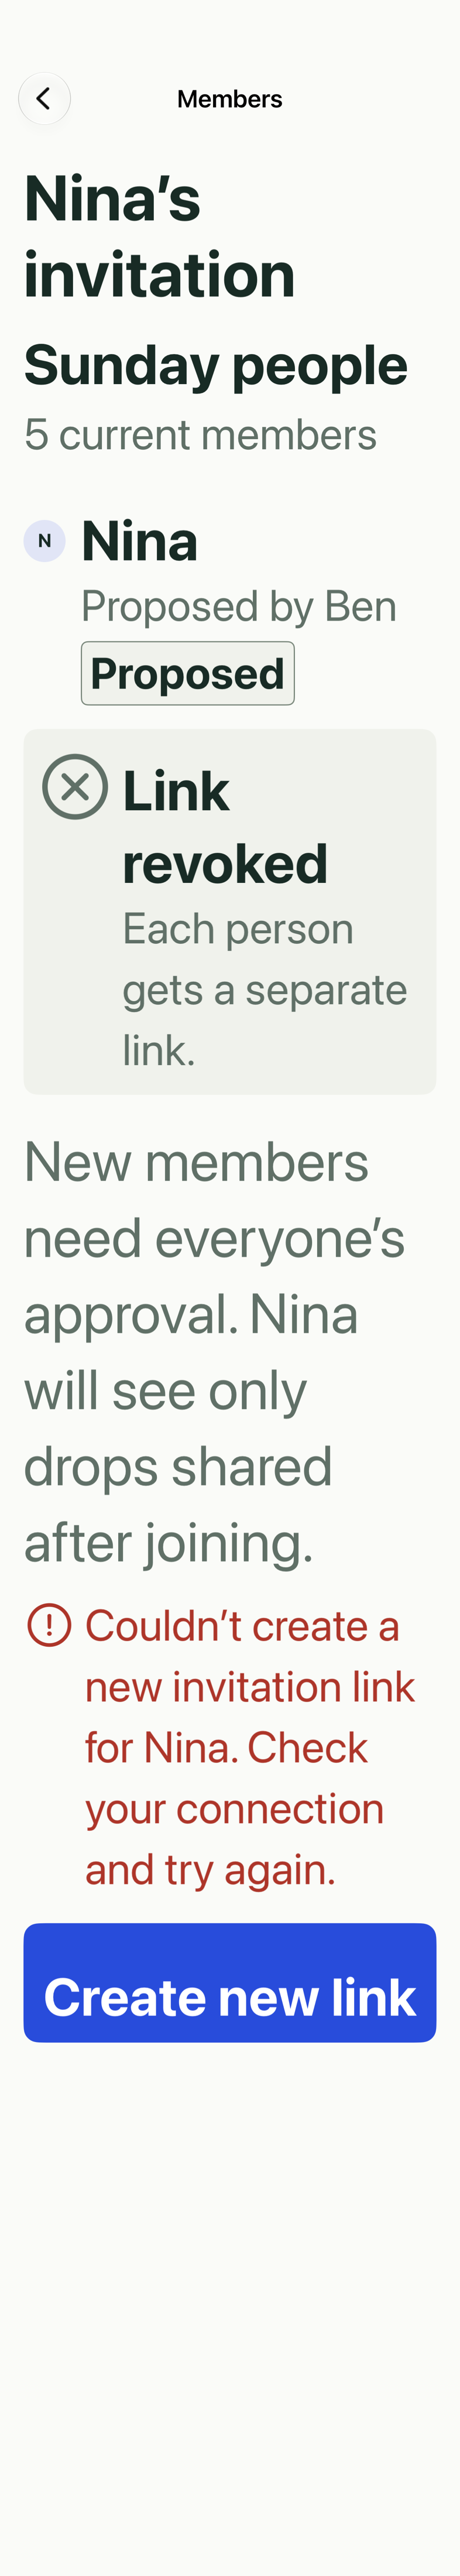 Members
Nina’s
invitation
Sunday people
5 current members
N
Nina
Proposed by Ben
Proposed
Link
revoked
Each person
gets a separate
link.
New members
need everyone’s
approval. Nina
will see only
drops shared
after joining.
Couldn’t create a
new invitation link
for Nina. Check
your connection
and try again.
Create new link